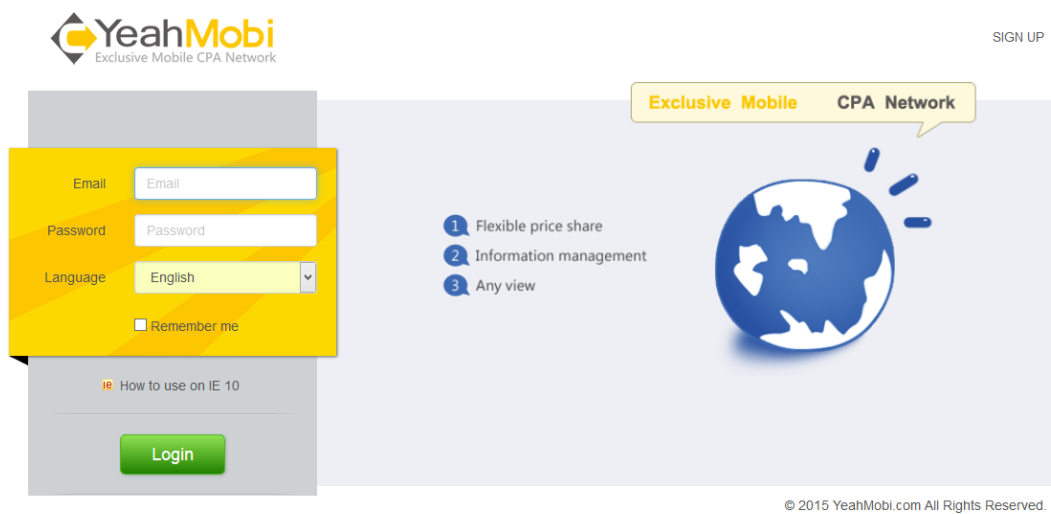 YeahMobi
Exclusive Mobile CPA Network
SIGN UP
Exclusive Mobile CPA Network
Email
Email
Password
Password
Language
English
Remember me
How to use on IE 10
Login
1 Flexible price share
2 Information management
3 Any view
© 2015 YeahMobi.com All Rights Reserved.